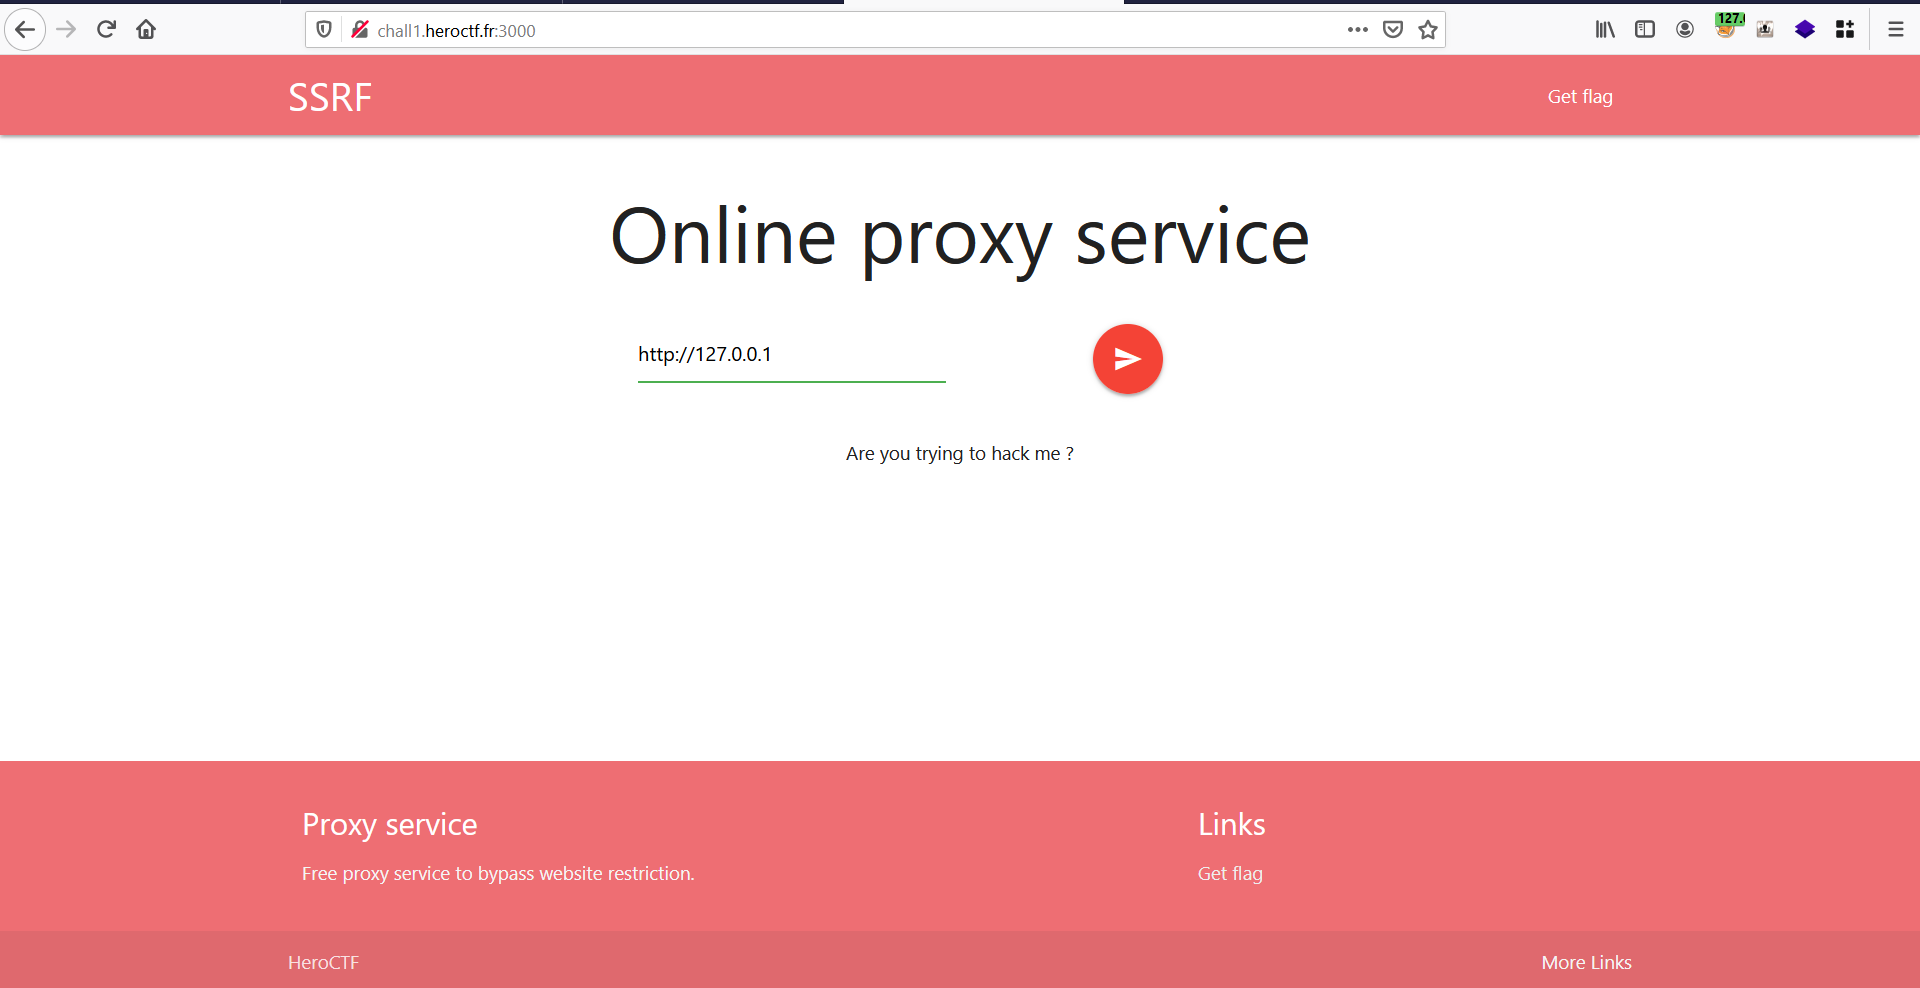 chall1.heroctf.fr:3000
127.
SSRF
Get flag
Online proxy service
http://127.0.0.1
Are you trying to hack me ?
Proxy service
Links
Free proxy service to bypass website restriction.
Get flag
HeroCTF
More Links